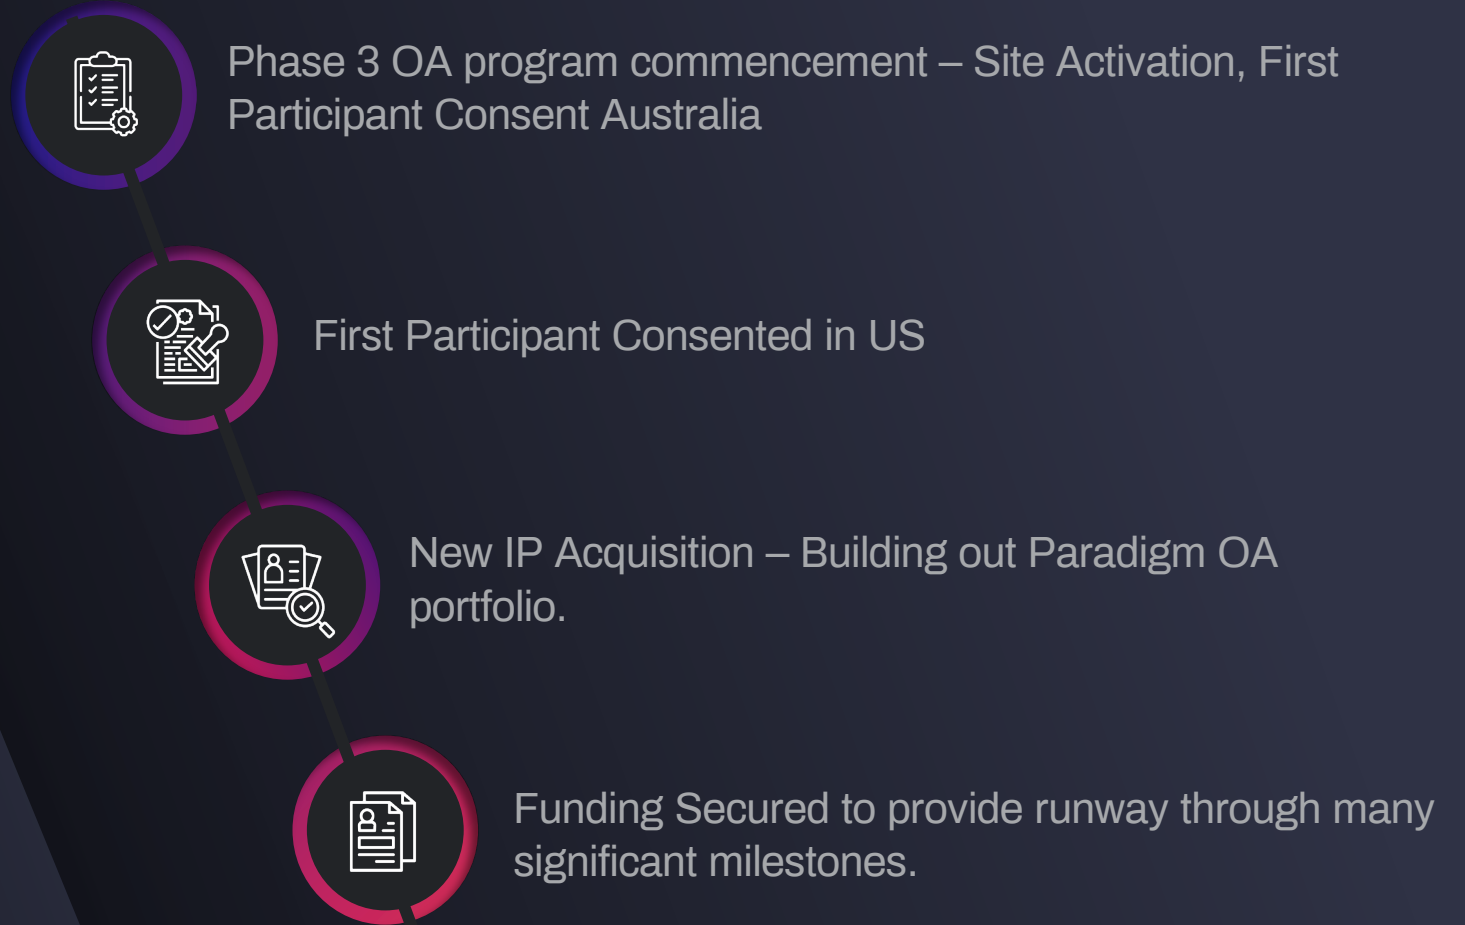 Phase 3 OA program commencement – Site Activation, First
Participant Consent Australia
First Participant Consented in US
New IP Acquisition – Building out Paradigm OA
portfolio.
Funding Secured to provide runway through many
significant milestones.